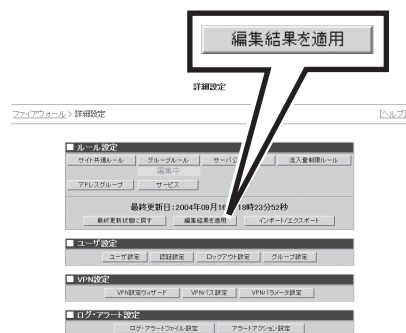 編集結果を適用
詳細設定
ファイアウォール > 詳細設定 [ヘルプ]
■ ルール設定
サイト共通ルール グループルール サーバ 流入量制限ルール
編集中
アドレスグループ サービス
最終更新日:2004年09月16 18時23分52秒
最終更新状態に戻す 編集結果を適用 インポート/エクスポート
■ ユーザ設定
ユーザ設定 認証設定 ロックアウト設定 グループ設定
■ VPN設定
VPN設定ウィザード VPNパス設定 VPNパラメータ設定
■ ログ・アラート設定
ログ・アラートファイル設定 アラートアクション設定